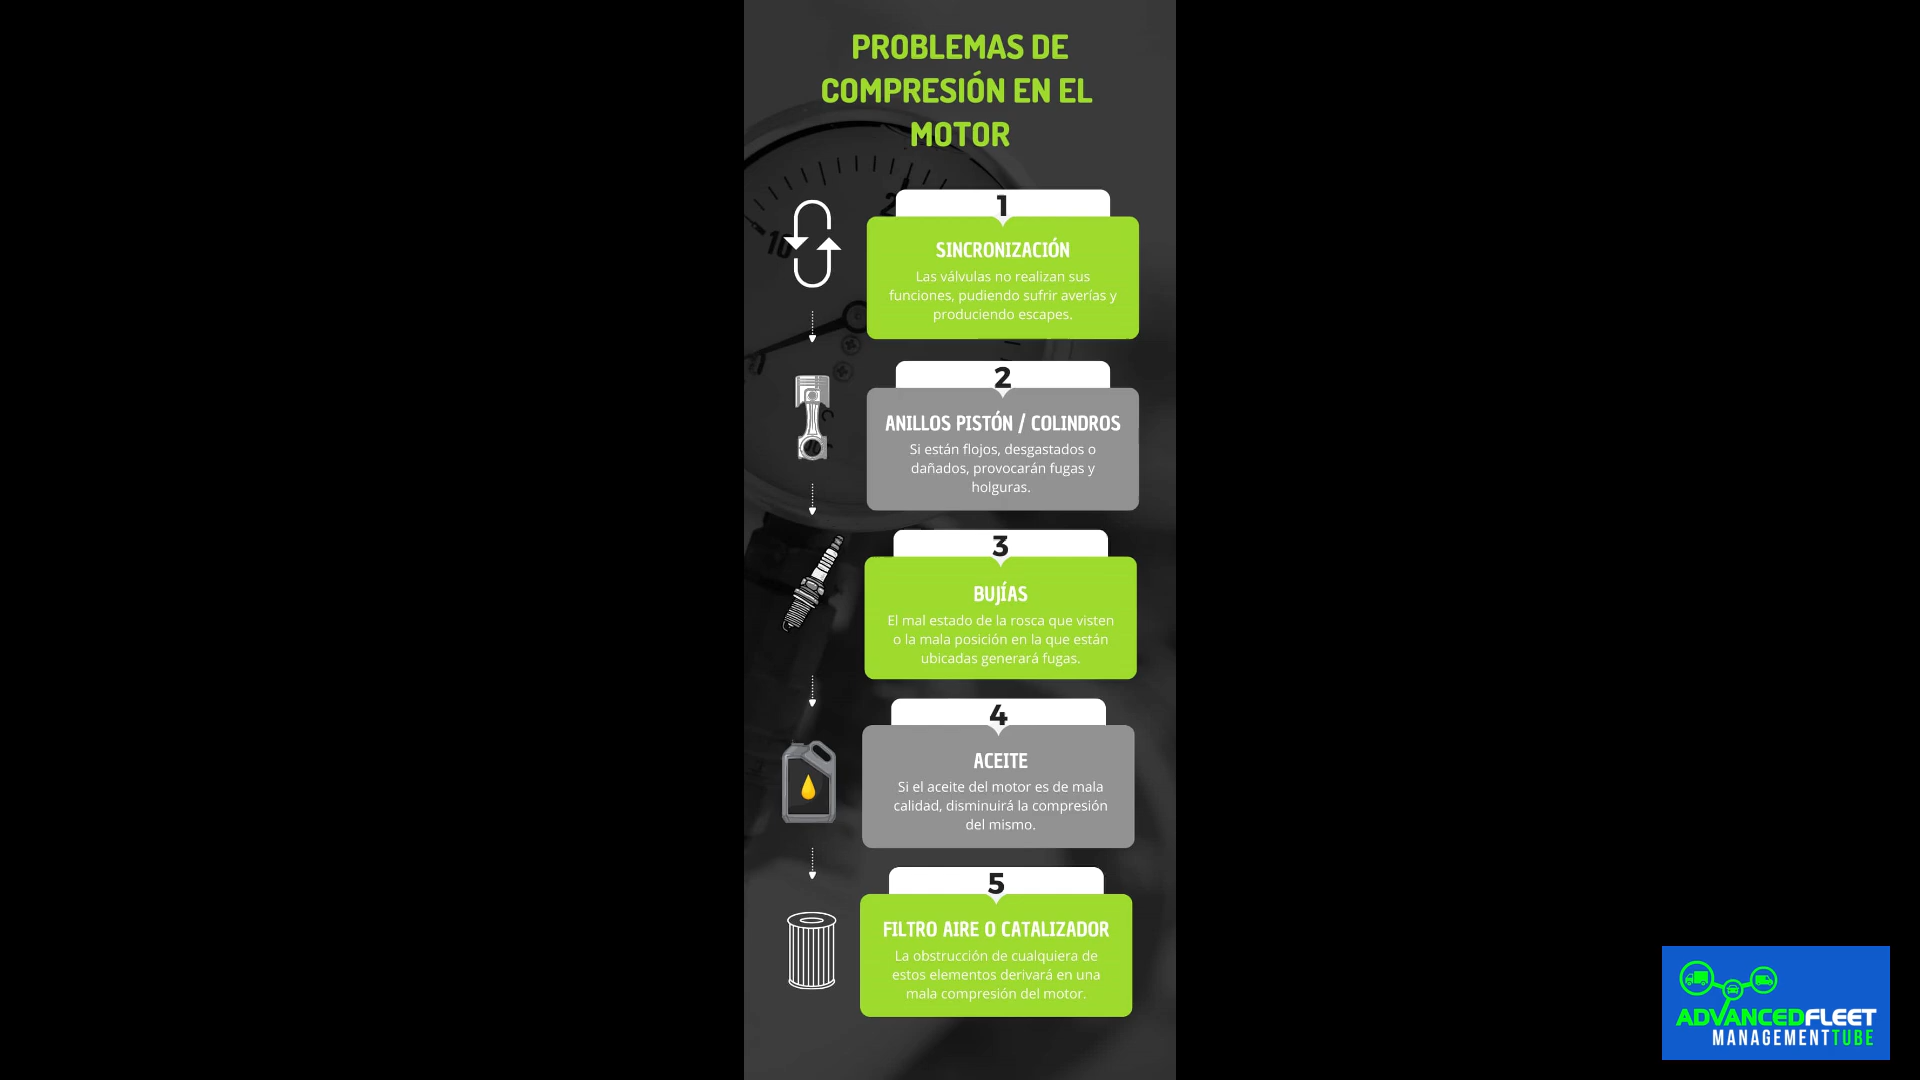 PROBLEMAS DE
COMPRESIÓN EN EL
MOTOR
1
SINCRONIZACIÓN
Las válvulas no realizan sus
funciones, pudiendo sufrir averías y
produciendo escapes.
2
ANILLOS PISTÓN / COLINDROS
Si están flojos, desgastados o
dañados, provocarán fugas y
holguras.
3
BUJÍAS
El mal estado de la rosca que visten
o la mala posición en la que están
ubicadas generará fugas.
4
ACEITE
Si el aceite del motor es de mala
calidad, disminuirá la compresión
del mismo.
5
FILTRO AIRE O CATALIZADOR
La obstrucción de cualquiera de
estos elementos derivará en una
mala compresión del motor.
10
ADVANCEDFLEET
MANAGEMENTTUBE